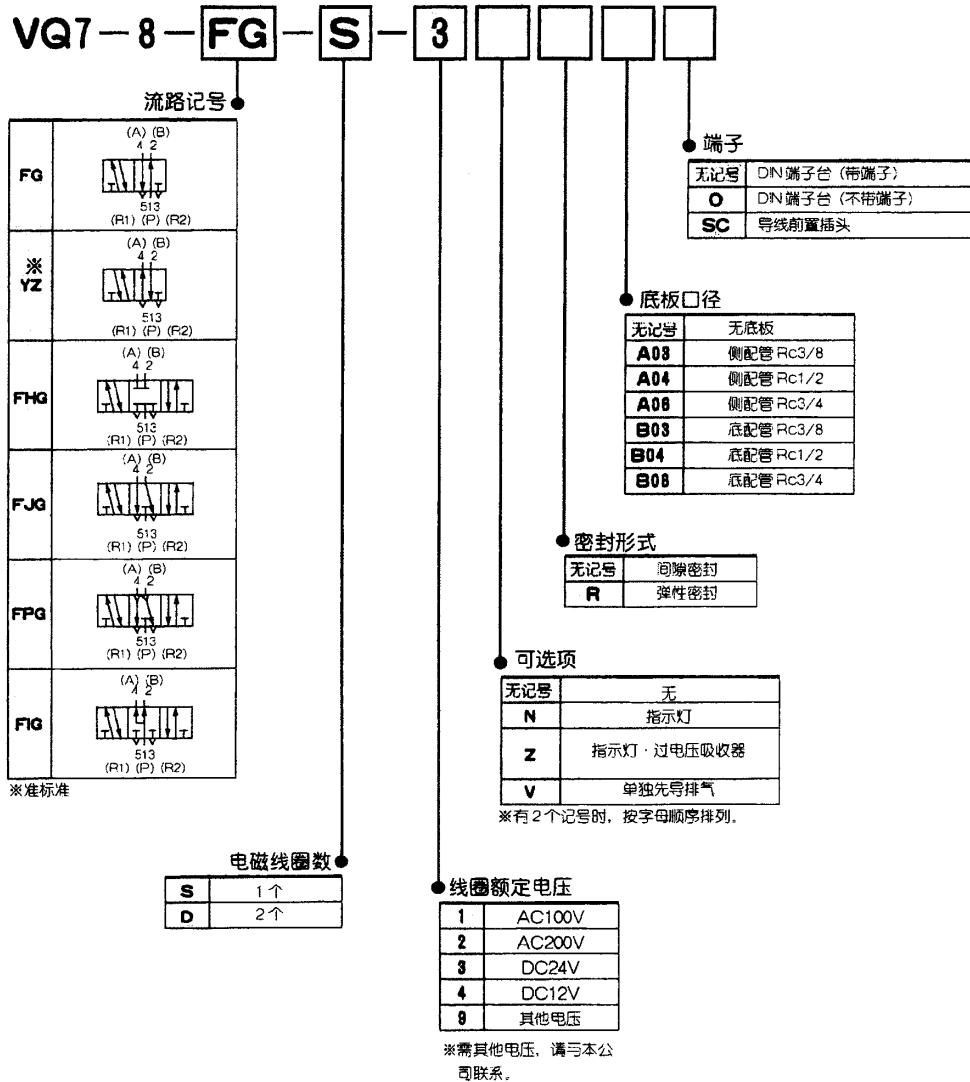 VQ7-8-FG-S-3
流路记号
FG
(A) (B)
4 2
513
(R1) (P) (R2)
※
YZ
(A) (B)
4 2
513
(R1) (P) (R2)
FHG
(A) (B)
4 2
513
(R1) (P) (R2)
FJG
(A) (B)
4 2
513
(R1) (P) (R2)
FPG
(A) (B)
4 2
513
(R1) (P) (R2)
FIG
(A) (B)
4 2
513
(R1) (P) (R2)
※准标准
端子
无记号 DIN端子台（带端子）
O DIN端子台（不带端子）
SC 导线前置插头
底板口径
无记号 无底板
A03 侧配管 Rc3/8
A04 侧配管 Rc1/2
A06 侧配管 Rc3/4
B03 底配管 Rc3/8
B04 底配管 Rc1/2
B06 底配管 Rc3/4
密封形式
无记号 间隙密封
R 弹性密封
可选项
无记号 无
N 指示灯
Z 指示灯·过电压吸收器
V 单独先导排气
※有2个记号时，按字母顺序排列。
电磁线圈数
S 1个
D 2个
线圈额定电压
1 AC100V
2 AC200V
3 DC24V
4 DC12V
9 其他电压
※需其他电压，请与本公
司联系。